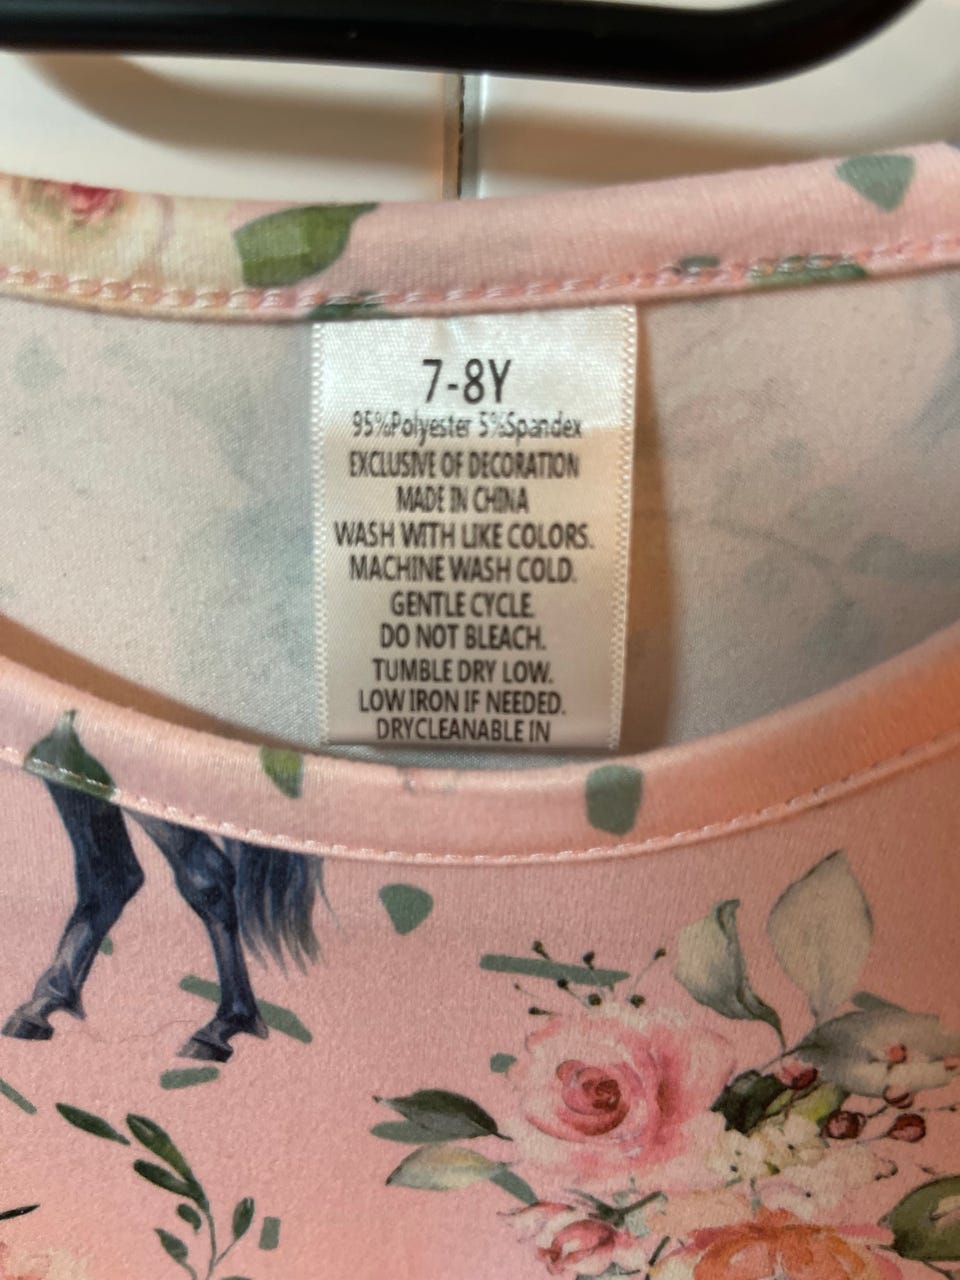 7-8Y
95%Polyester 5%Spandex
EXCLUSIVE OF DECORATION
MADE IN CHINA
WASH WITH LIKE COLORS.
MACHINE WASH COLD.
GENTLE CYCLE.
DO NOT BLEACH.
TUMBLE DRY LOW.
LOW IRON IF NEEDED.
DRYCLEANABLE IN